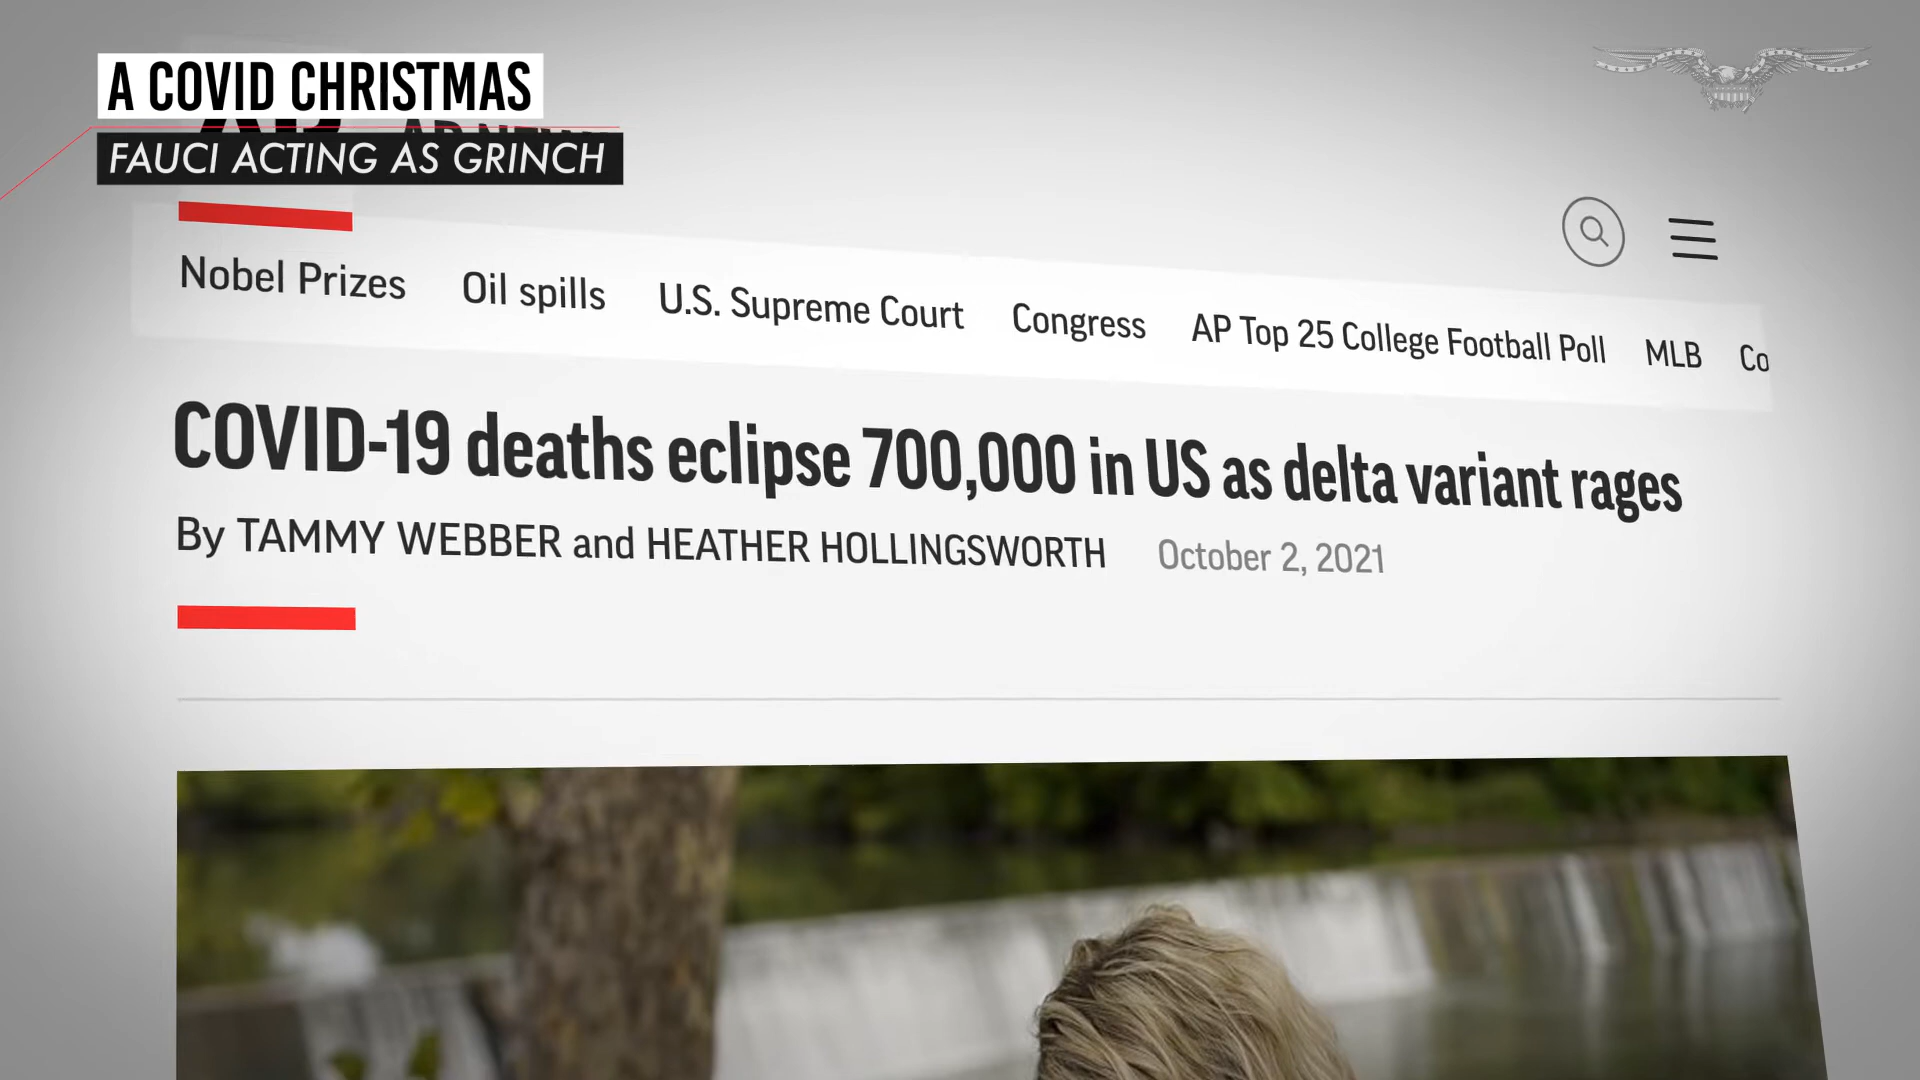 A COVID CHRISTMAS
FAUCI ACTING AS GRINCH
Nobel Prizes Oil spills U.S. Supreme Court Congress AP Top 25 College Football Poll MLB Co
COVID-19 deaths eclipse 700,000 in US as delta variant rages
By TAMMY WEBBER and HEATHER HOLLINGSWORTH October 2, 2021